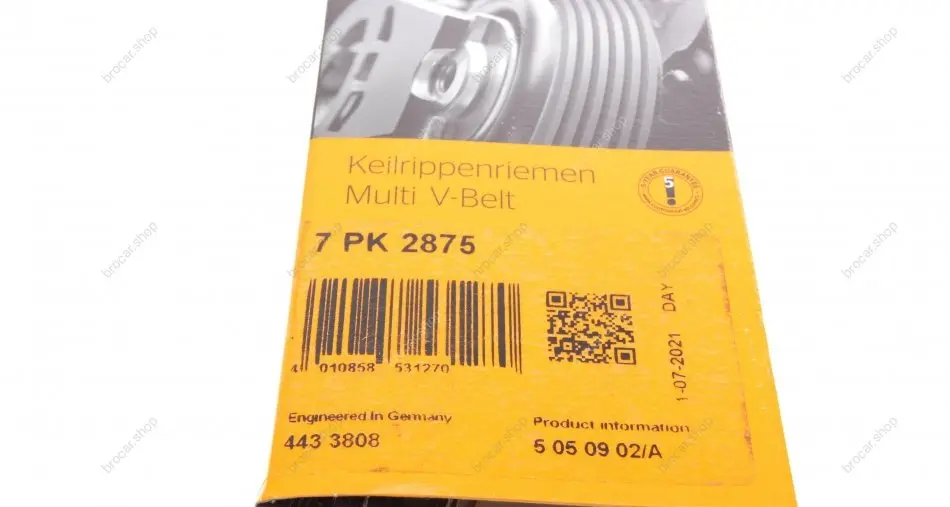 Keilrippenriemen
Multi V-Belt
5
7 PK 2875
4 010858 531270
1-07-2021 DAY
Engineered In Germany
443 3808
Product information
5 05 09 02/A
brocar.shop